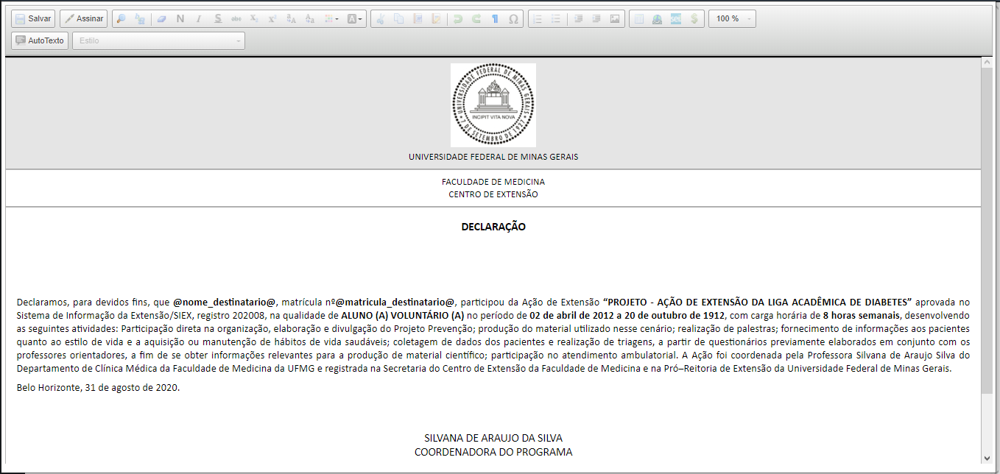 Salvar Assinar N I S abc X₂ X² A Ω 100 %
AutoTexto Estilo
UNIVERSIDADE FEDERAL DE MINAS GERAIS
7 DE SETEMBRO DE 1927
INCIPIT VITA NOVA
UNIVERSIDADE FEDERAL DE MINAS GERAIS
FACULDADE DE MEDICINA
CENTRO DE EXTENSÃO
DECLARAÇÃO
Declaramos, para devidos fins, que @nome_destinatario@, matrícula nº@matricula_destinatario@, participou da Ação de Extensão “PROJETO - AÇÃO DE EXTENSÃO DA LIGA ACADÊMICA DE DIABETES” aprovada no
Sistema de Informação da Extensão/SIEX, registro 202008, na qualidade de ALUNO (A) VOLUNTÁRIO (A) no período de 02 de abril de 2012 a 20 de outubro de 1912, com carga horária de 8 horas semanais, desenvolvendo
as seguintes atividades: Participação direta na organização, elaboração e divulgação do Projeto Prevenção; produção do material utilizado nesse cenário; realização de palestras; fornecimento de informações aos pacientes
quanto ao estilo de vida e a aquisição ou manutenção de hábitos de vida saudáveis; coletagem de dados dos pacientes e realização de triagens, a partir de questionários previamente elaborados em conjunto com os
professores orientadores, a fim de se obter informações relevantes para a produção de material científico; participação no atendimento ambulatorial. A Ação foi coordenada pela Professora Silvana de Araujo Silva do
Departamento de Clínica Médica da Faculdade de Medicina da UFMG e registrada na Secretaria do Centro de Extensão da Faculdade de Medicina e na Pró–Reitoria de Extensão da Universidade Federal de Minas Gerais.
Belo Horizonte, 31 de agosto de 2020.
SILVANA DE ARAUJO DA SILVA
COORDENADORA DO PROGRAMA